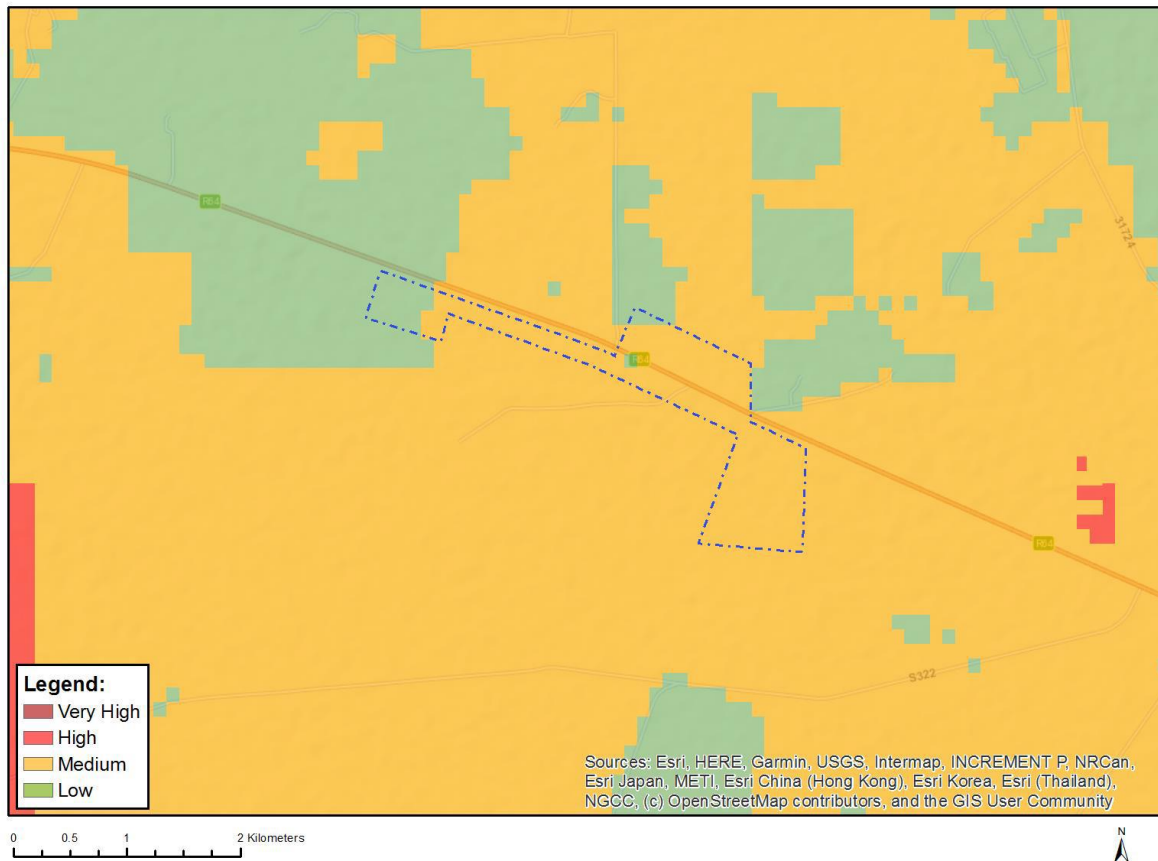 R64
31724
R64
R64
S322
Legend:
Very High
High
Medium
Low
Sources: Esri, HERE, Garmin, USGS, Intermap, INCREMENT P, NRCan,
Esri Japan, METI, Esri China (Hong Kong), Esri Korea, Esri (Thailand),
NGCC, (c) OpenStreetMap contributors, and the GIS User Community
0 0.5 1 2 Kilometers
N